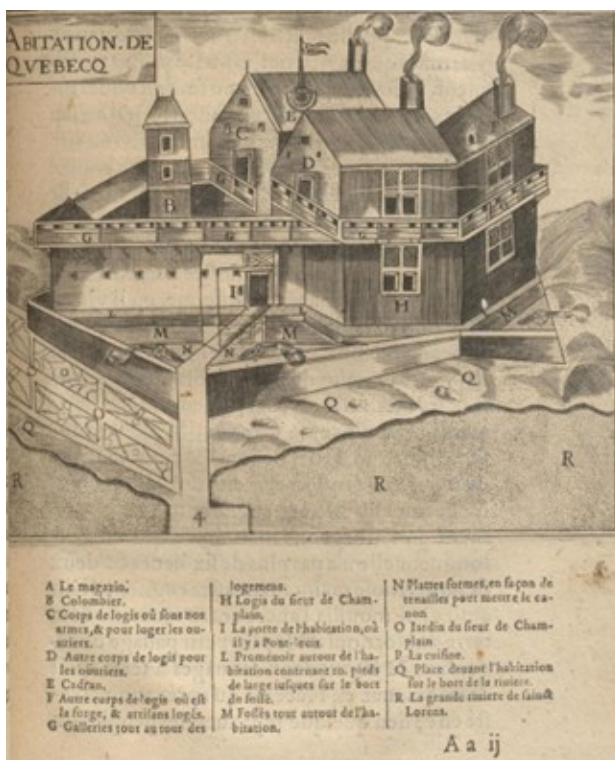 ABITATION.DE
QVEBECQ
E
C
D
G
B
G
G
G
I
H
L
L
M
M
M
N
N
O
Q
Q
R
R
R
4
A Le magazin.
B Colombier.
C Corps de logis où sont nos
armes, & pour loger les ou-
uriers.
D Autre corps de logis pour
les ouuriers.
E Cadran.
F Autre corps de logis où est
la forge, & artisans logés.
G Galleries tout au tour des
logemens.
H Logis du sieur de Cham-
plain.
I La porte de l'habitation, où
il y a Pont-leuis.
L Promenoir autour de l'ha-
bitation contenant 10. pieds
de large iusques sur le bort
du fossé.
M Fossés tout autour de l'ha-
bitation.
N Plattes formes, en façon de
tenailles pour mettre le ca-
non
O Iardin du sieur de Cham-
plain
P La cuisine.
Q Place deuant l'habitation
sur le bort de la riuiere.
R La grande riuiere de sainct
Lorens.
A a ij